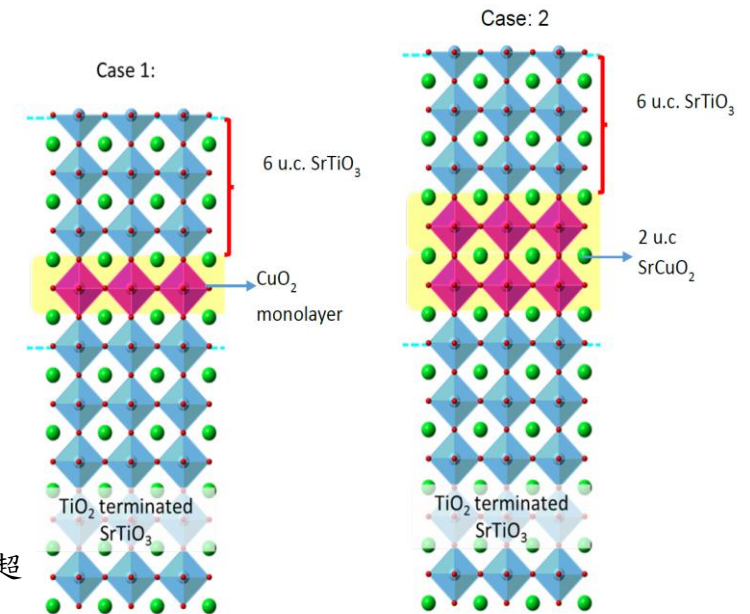 Case 1:
6 u.c. SrTiO₃
CuO₂
monolayer
TiO₂ terminated
SrTiO₃
超
Case: 2
6 u.c. SrTiO₃
2 u.c
SrCuO₂
TiO₂ terminated
SrTiO₃